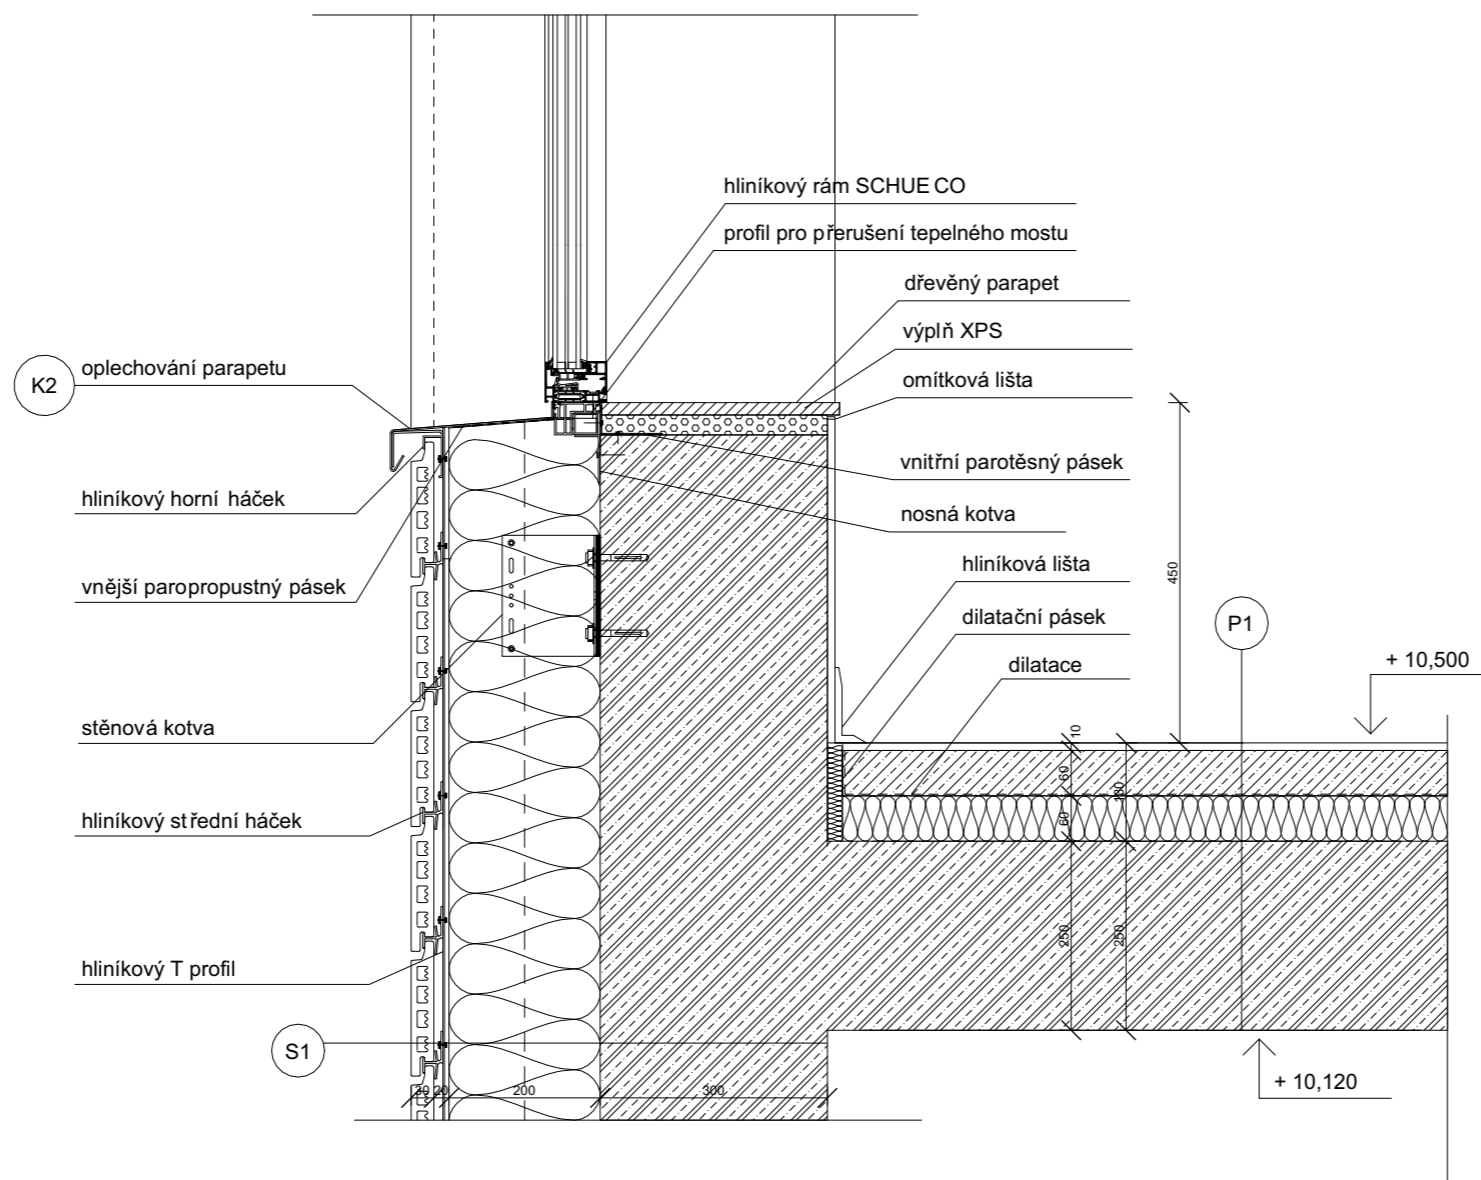 hliníkový rám SCHUE CO
profil pro přerušení tepelného mostu
dřevěný parapet
výplň XPS
omítková lišta
K2
oplechování parapetu
vnitřní parotěsný pásek
hliníkový horní háček
nosná kotva
vnější paropropustný pásek
hliníková lišta
450
dilatační pásek
P1
dilatace
+ 10,500
stěnová kotva
10
60
130
60
hliníkový střední háček
250
250
hliníkový T profil
S1
+ 10,120
30
20
200
300